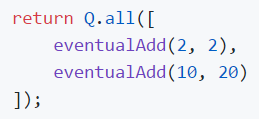 return Q.all([
    eventualAdd(2, 2),
    eventualAdd(10, 20)
]);